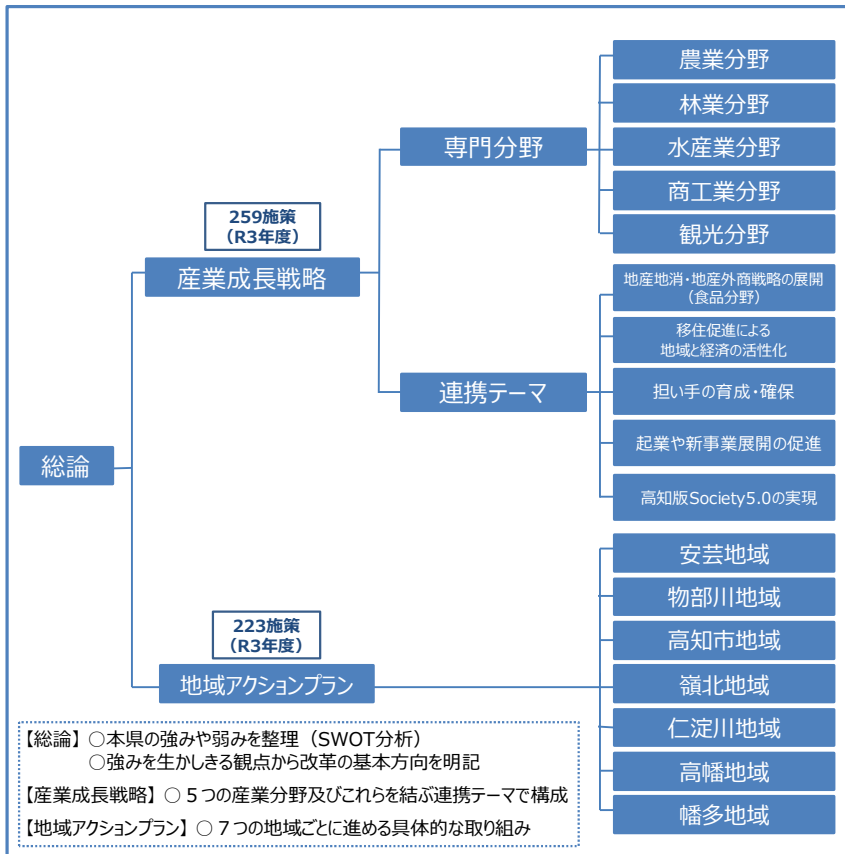 総論
259施策
(R3年度)
産業成長戦略
専門分野
農業分野
林業分野
水産業分野
商工業分野
観光分野
連携テーマ
地産地消・地産外商戦略の展開
(食品分野)
移住促進による
地域と経済の活性化
担い手の育成・確保
起業や新事業展開の促進
高知版Society5.0の実現
223施策
(R3年度)
地域アクションプラン
安芸地域
物部川地域
高知市地域
嶺北地域
仁淀川地域
高幡地域
幡多地域
【総論】 ○本県の強みや弱みを整理（SWOT分析）
○強みを生かしきる観点から改革の基本方向を明記
【産業成長戦略】 ○ ５つの産業分野及びこれらを結ぶ連携テーマで構成
【地域アクションプラン】 ○ ７つの地域ごとに進める具体的な取り組み